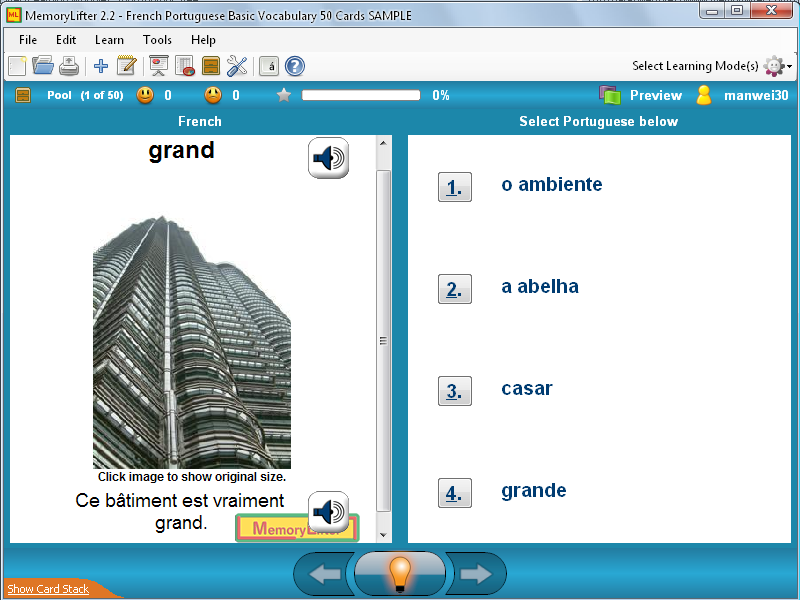 MemoryLifter 2.2 - French Portuguese Basic Vocabulary 50 Cards SAMPLE
File Edit Learn Tools Help
á ? Select Learning Mode(s)
Pool (1 of 50) 0 0 0% Preview manwei30
French
Select Portuguese below
grand
Click image to show original size.
Ce bâtiment est vraiment
grand.
MemoryLifter
1. o ambiente
2. a abelha
3. casar
4. grande
Show Card Stack